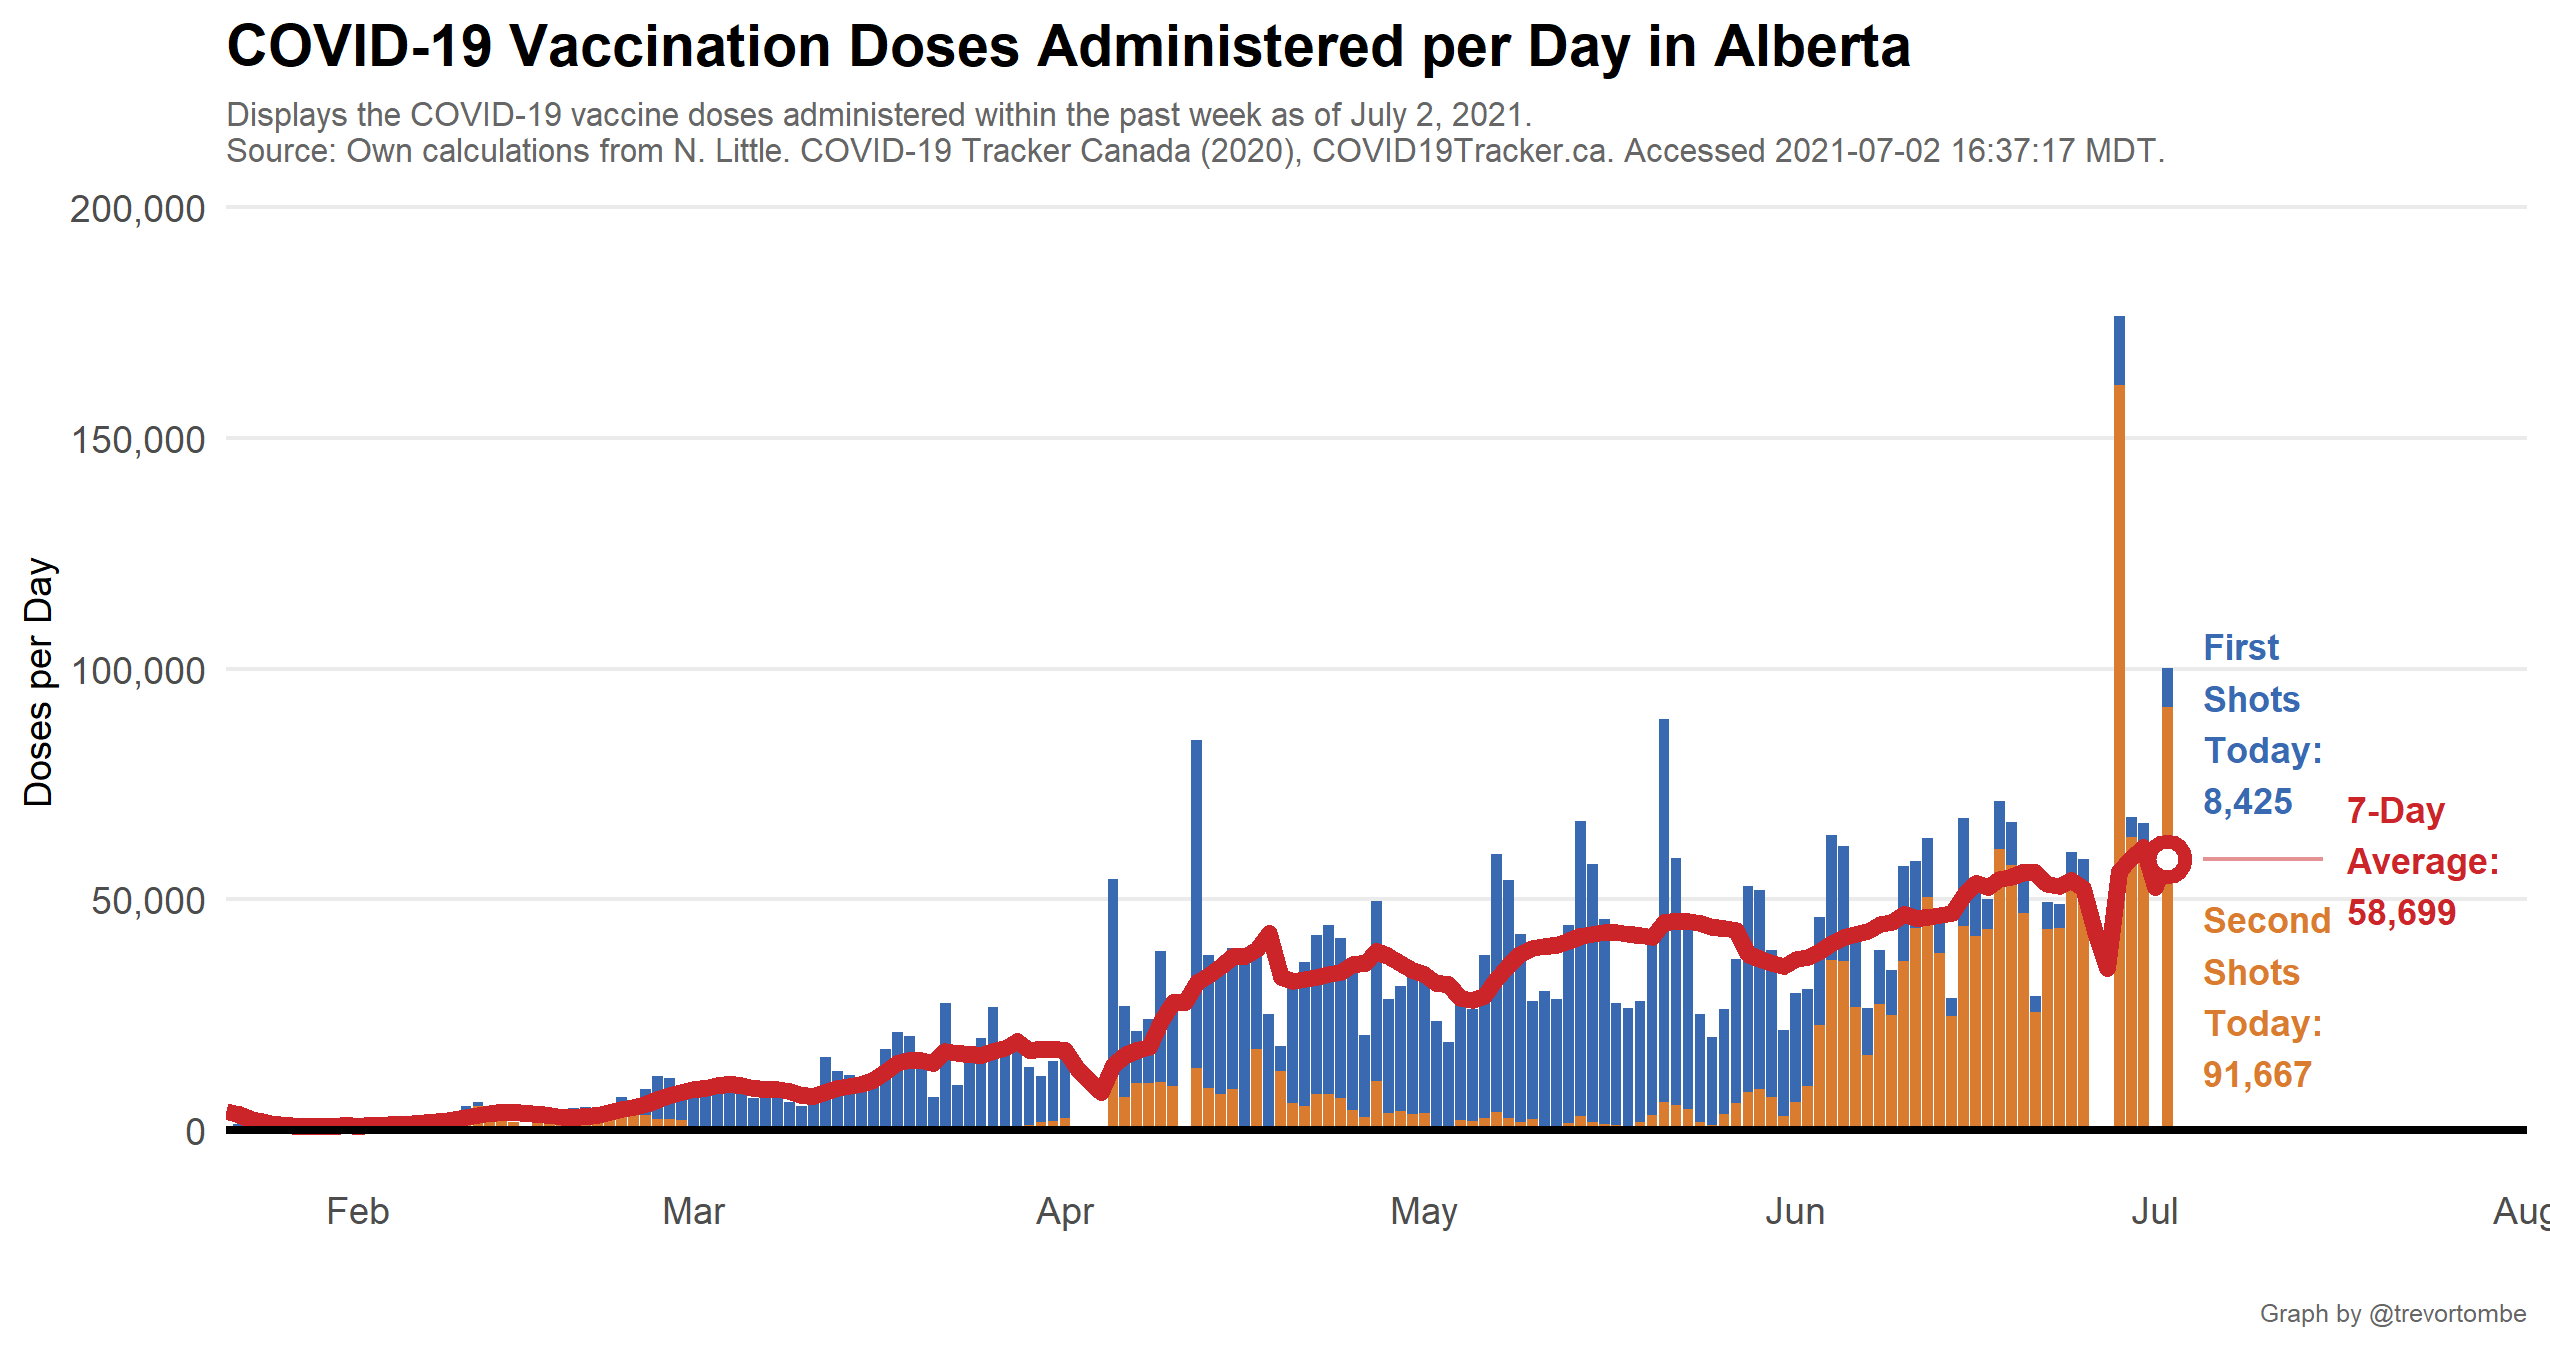 COVID-19 Vaccination Doses Administered per Day in Alberta
Displays the COVID-19 vaccine doses administered within the past week as of July 2, 2021.
Source: Own calculations from N. Little. COVID-19 Tracker Canada (2020), COVID19Tracker.ca. Accessed 2021-07-02 16:37:17 MDT.
Doses per Day
200,000
150,000
100,000
50,000
0
First
Shots
Today:
8,425
7-Day
Average:
58,699
Second
Shots
Today:
91,667
Feb
Mar
Apr
May
Jun
Jul
Aug
Graph by @trevortombe